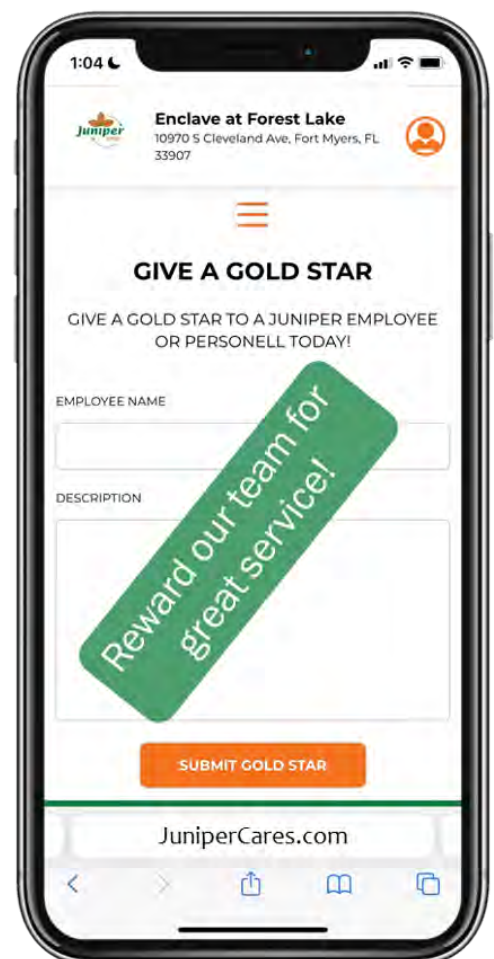 1:04
Juniper
Enclave at Forest Lake
10970 S Cleveland Ave, Fort Myers, FL
33907
GIVE A GOLD STAR
GIVE A GOLD STAR TO A JUNIPER EMPLOYEE
OR PERSONELL TODAY!
EMPLOYEE NAME
DESCRIPTION
Reward our team for
great service!
SUBMIT GOLD STAR
JuniperCares.com